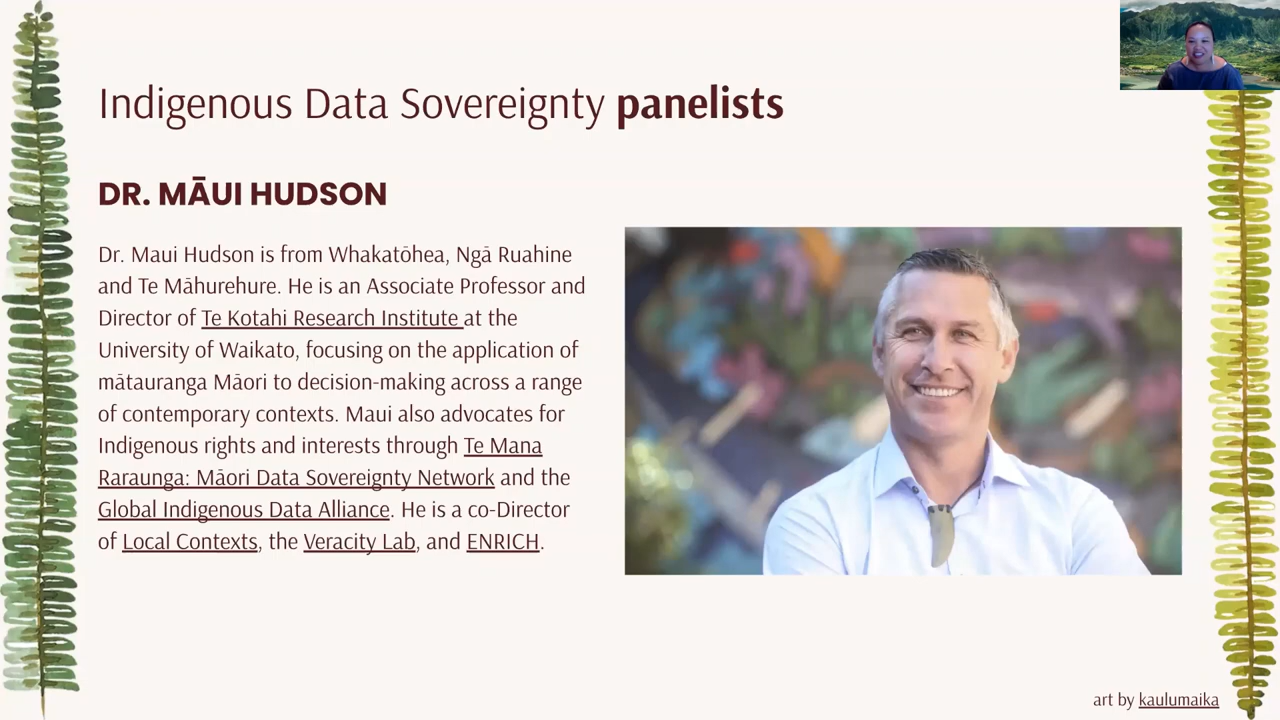 Indigenous Data Sovereignty panelists
DR. MĀUI HUDSON
Dr. Maui Hudson is from Whakatōhea, Ngā Ruahine
and Te Māhurehure. He is an Associate Professor and
Director of Te Kotahi Research Institute at the
University of Waikato, focusing on the application of
mātauranga Māori to decision-making across a range
of contemporary contexts. Maui also advocates for
Indigenous rights and interests through Te Mana
Raraunga: Māori Data Sovereignty Network and the
Global Indigenous Data Alliance. He is a co-Director
of Local Contexts, the Veracity Lab, and ENRICH.
art by kaulumaika